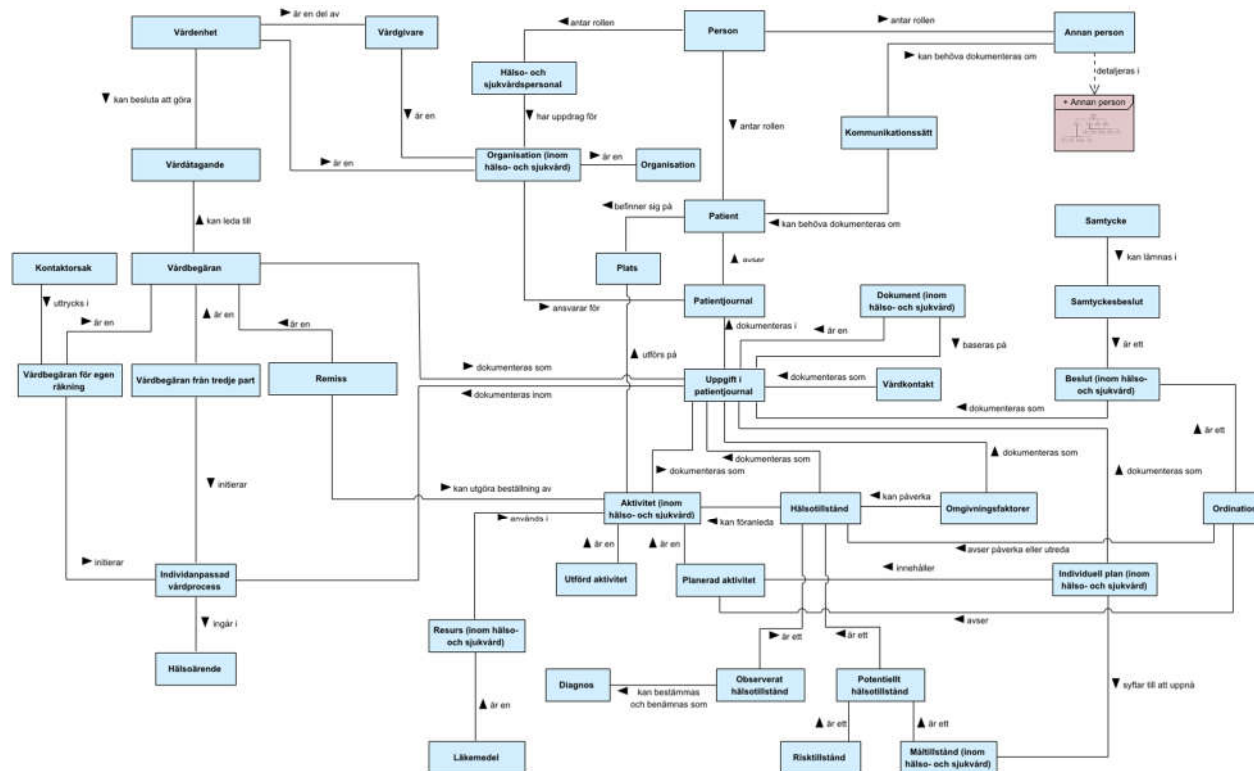 ► är en del av
◄ antar rollen
► antar rollen
Vårdenhet
Vårdgivare
Person
Annan person
► kan behöva dokumenteras om
detaljeras i
Hälso- och
sjukvårdspersonal
▼ kan besluta att göra
+ Annan person
▼ är en
▼ har uppdrag för
▼ antar rollen
Kommunikationssätt
Vårdåtagande
► är en
Organisation (inom
hälso- och sjukvård)
► är en
Organisation
◄ befinner sig på
Patient
◄ kan behöva dokumenteras om
Samtycke
▲ kan leda till
▼ kan lämnas i
Kontaktorsak
Vårdbegäran
Plats
▲ avser
▼ uttrycks i
► är en
▲ är en
◄ är en
► ansvarar för
Patientjournal
Dokument (inom
hälso- och sjukvård)
Samtyckesbeslut
▲ dokumenteras i
◄ är en
▼ baseras på
▼ är ett
▲ utförs på
Vårdbegäran för egen
räkning
Vårdbegäran från tredje part
Remiss
► dokumenteras som
◄ dokumenteras inom
Uppgift i
patientjournal
◄ dokumenteras som
Vårdkontakt
Beslut (inom hälso-
och sjukvård)
◄ dokumenteras som
▲ är ett
▲ dokumenteras som
◄ dokumenteras som
► dokumenteras som
▲ dokumenteras som
▼ initierar
► kan utgöra beställning av
Aktivitet (inom
hälso- och sjukvård)
Hälsotillstånd
◄ kan påverka
Omgivningsfaktorer
Ordination
► används i
◄ kan föranleda
▲ är en
▲ är en
◄ avser påverka eller utreda
► initierar
Individanpassad
vårdprocess
Utförd aktivitet
Planerad aktivitet
◄ innehåller
Individuell plan (inom
hälso- och sjukvård)
▼ ingår i
Resurs (inom hälso-
och sjukvård)
◄ avser
► är ett
◄ är ett
Hälsoärende
Diagnos
◄ kan bestämmas
och benämnas som
Observerat
hälsotillstånd
Potentiellt
hälsotillstånd
▼ syftar till att uppnå
▲ är en
▲ är ett
▲ är ett
Läkemedel
Risktillstånd
Måltillstånd (inom
hälso- och sjukvård)